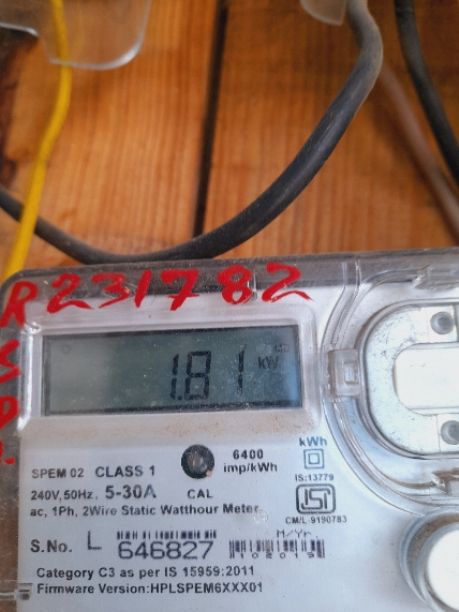 R231782
S
D
1.81 kW MD
6400
imp/kWh
kWh
IS:13779
SPEM 02 CLASS 1
240V, 50Hz, 5-30A CAL
ac, 1Ph, 2Wire Static Watthour Meter
CM/L-9190783
M/Yr.
S.No. L 646827
Category C3 as per IS 15959:2011
Firmware Version:HPLSPEM6XXX01